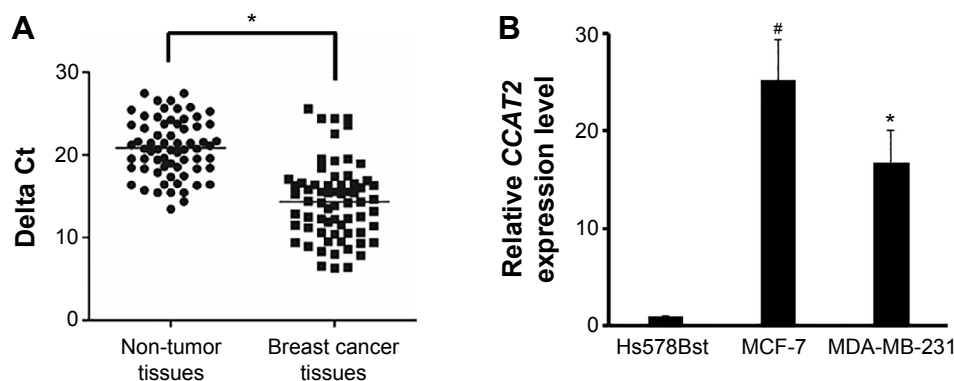 A
*
30
20
10
0
Delta Ct
Non-tumor
tissues
Breast cancer
tissues
B
30
20
10
0
Relative CCAT2
expression level
#
*
Hs578Bst
MCF-7
MDA-MB-231